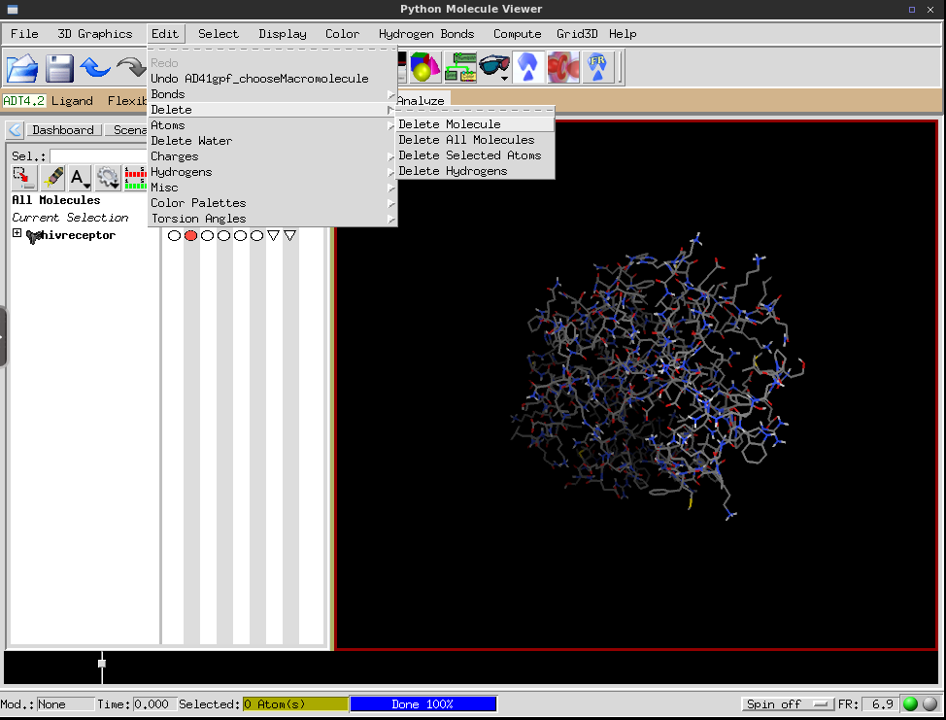 Python Molecule Viewer
File 3D Graphics Edit Select Display Color Hydrogen Bonds Compute Grid3D Help
Redo
Undo AD41gpf_chooseMacromolecule
Bonds
Delete
Atoms
Delete Water
Charges
Hydrogens
Misc
Color Palettes
Torsion Angles
Delete Molecule
Delete All Molecules
Delete Selected Atoms
Delete Hydrogens
FR
ADT4.2 Ligand Flexib
Analyze
Dashboard Scena
Sel.:
A
All Molecules
Current Selection
hivreceptor
Mod.: None Time: 0.000 Selected: 0 Atom(s) Done 100% Spin off FR: 6.9